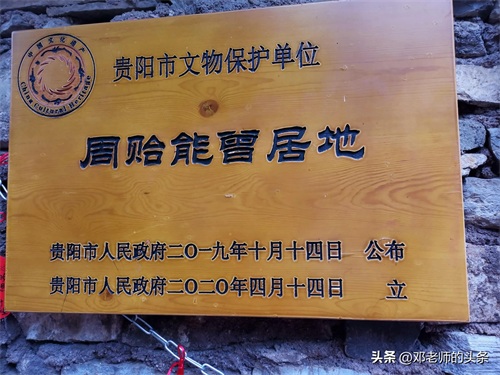 中国文化遗产
China Cultural Heritage
贵阳市文物保护单位
周贻能曾居地
贵阳市人民政府二〇一九年十月十四日 公布
贵阳市人民政府二〇二〇年四月十四日 立
头条 @邓老师的头条